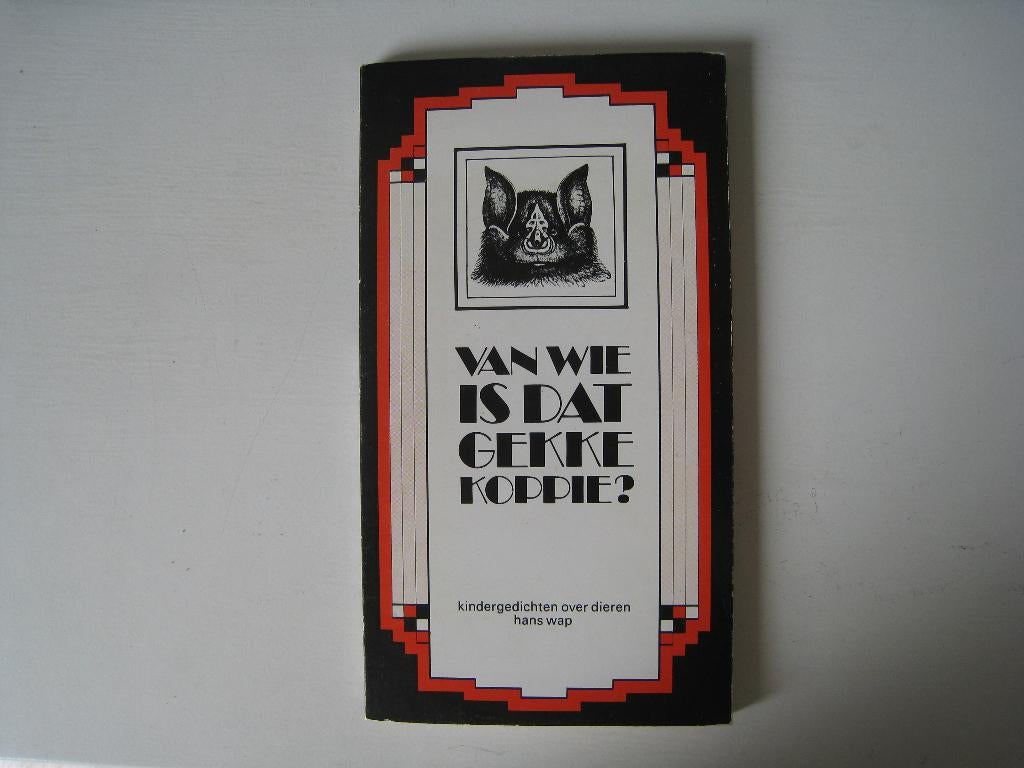 VAN WIE
IS DAT
GEKKE
KOPPIE?
kindergedichten over dieren
hans wap